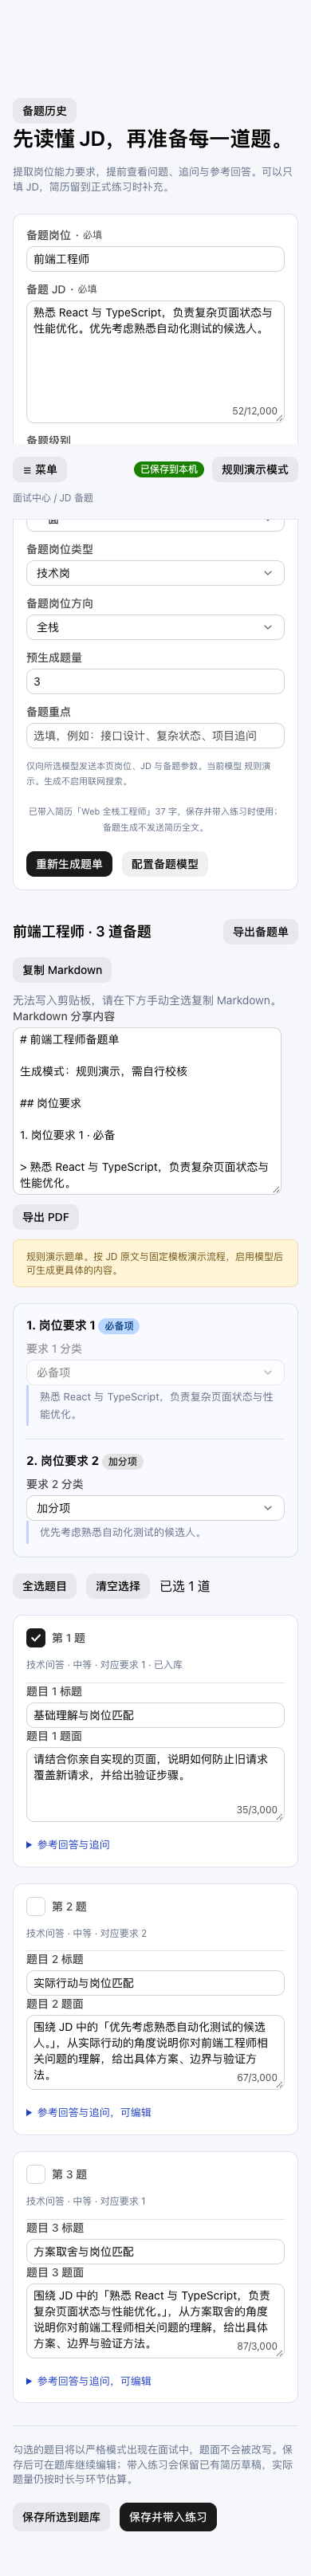 备题历史
先读懂 JD，再准备每一道题。
提取岗位能力要求，提前查看问题、追问与参考回答。可以只
填 JD，简历留到正式练习时补充。
备题岗位 · 必填
前端工程师
备题 JD · 必填
熟悉 React 与 TypeScript，负责复杂页面状态与
性能优化。优先考虑熟悉自动化测试的候选人。
52/12,000
备题级别
≡ 菜单
已保存到本机
规则演示模式
面试中心 / JD 备题
备题岗位类型
技术岗
备题岗位方向
全栈
预生成题量
3
备题重点
选填，例如：接口设计、复杂状态、项目追问
仅向所选模型发送本页岗位、JD 与备题参数。当前模型 规则演
示。生成不启用联网搜索。
已带入简历「Web 全栈工程师」37 字，保存并带入练习时使用；
备题生成不发送简历全文。
重新生成题单
配置备题模型
前端工程师 · 3 道备题
导出备题单
复制 Markdown
无法写入剪贴板，请在下方手动全选复制 Markdown。
Markdown 分享内容
# 前端工程师备题单
生成模式：规则演示，需自行校核
## 岗位要求
1. 岗位要求 1 · 必备
> 熟悉 React 与 TypeScript，负责复杂页面状态与
性能优化。
导出 PDF
规则演示题单。按 JD 原文与固定模板演示流程，启用模型后
可生成更具体的内容。
1. 岗位要求 1 必备项
要求 1 分类
必备项
熟悉 React 与 TypeScript，负责复杂页面状态与性
能优化。
2. 岗位要求 2 加分项
要求 2 分类
加分项
优先考虑熟悉自动化测试的候选人。
全选题目
清空选择
已选 1 道
第 1 题
技术问答 · 中等 · 对应要求 1 · 已入库
题目 1 标题
基础理解与岗位匹配
题目 1 题面
请结合你亲自实现的页面，说明如何防止旧请求
覆盖新请求，并给出验证步骤。
35/3,000
▶ 参考回答与追问
第 2 题
技术问答 · 中等 · 对应要求 2
题目 2 标题
实际行动与岗位匹配
题目 2 题面
围绕 JD 中的「优先考虑熟悉自动化测试的候选
人。」，从实际行动的角度说明你对前端工程师相
关问题的理解，给出具体方案、边界与验证方
法。
67/3,000
▶ 参考回答与追问，可编辑
第 3 题
技术问答 · 中等 · 对应要求 1
题目 3 标题
方案取舍与岗位匹配
题目 3 题面
围绕 JD 中的「熟悉 React 与 TypeScript，负责
复杂页面状态与性能优化。」，从方案取舍的角度
说明你对前端工程师相关问题的理解，给出具体
方案、边界与验证方法。
87/3,000
▶ 参考回答与追问，可编辑
勾选的题目将以严格模式出现在面试中，题面不会被改写。保
存后可在题库继续编辑；带入练习会保留已有简历草稿，实际
题量仍按时长与环节估算。
保存所选到题库
保存并带入练习